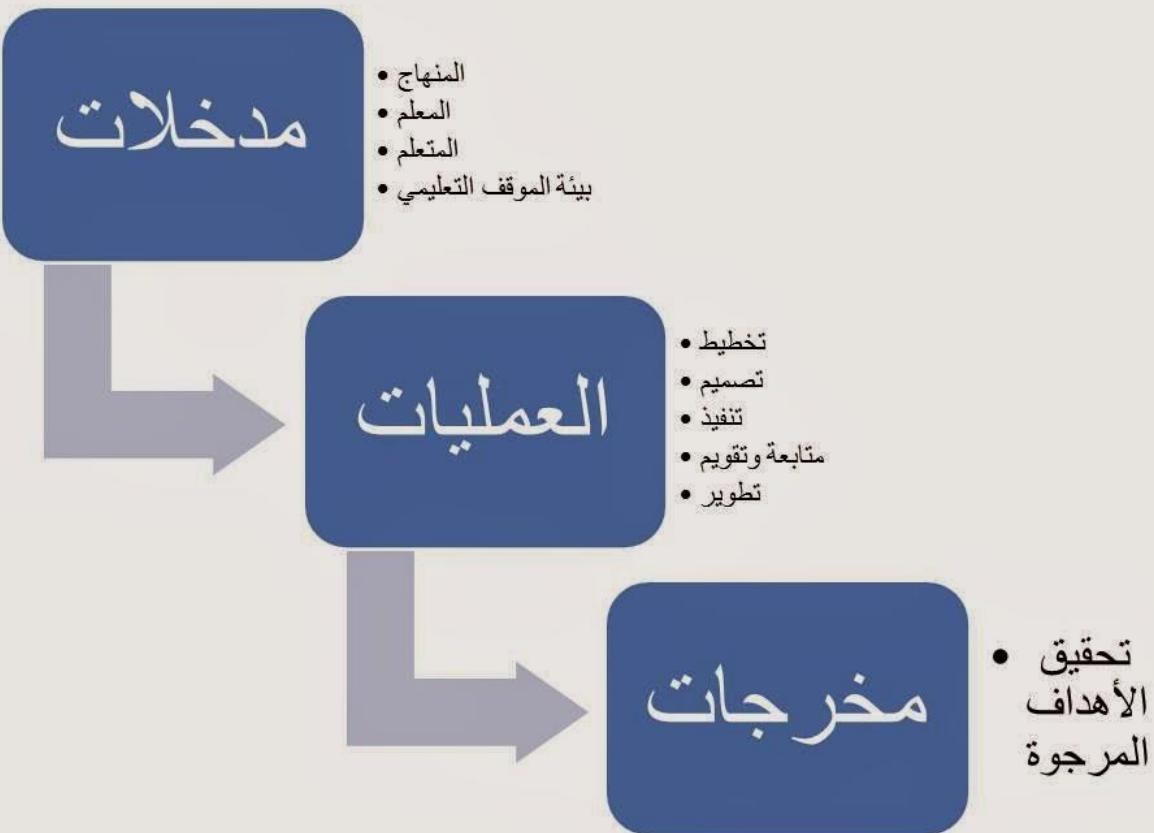 مدخلات
• المنهاج
• المعلم
• المتعلم
• بيئة الموقف التعليمي
العمليات
• تخطيط
• تصميم
• تنفيذ
• متابعة وتقويم
• تطوير
مخرجات
• تحقيق
الأهداف
المرجوة